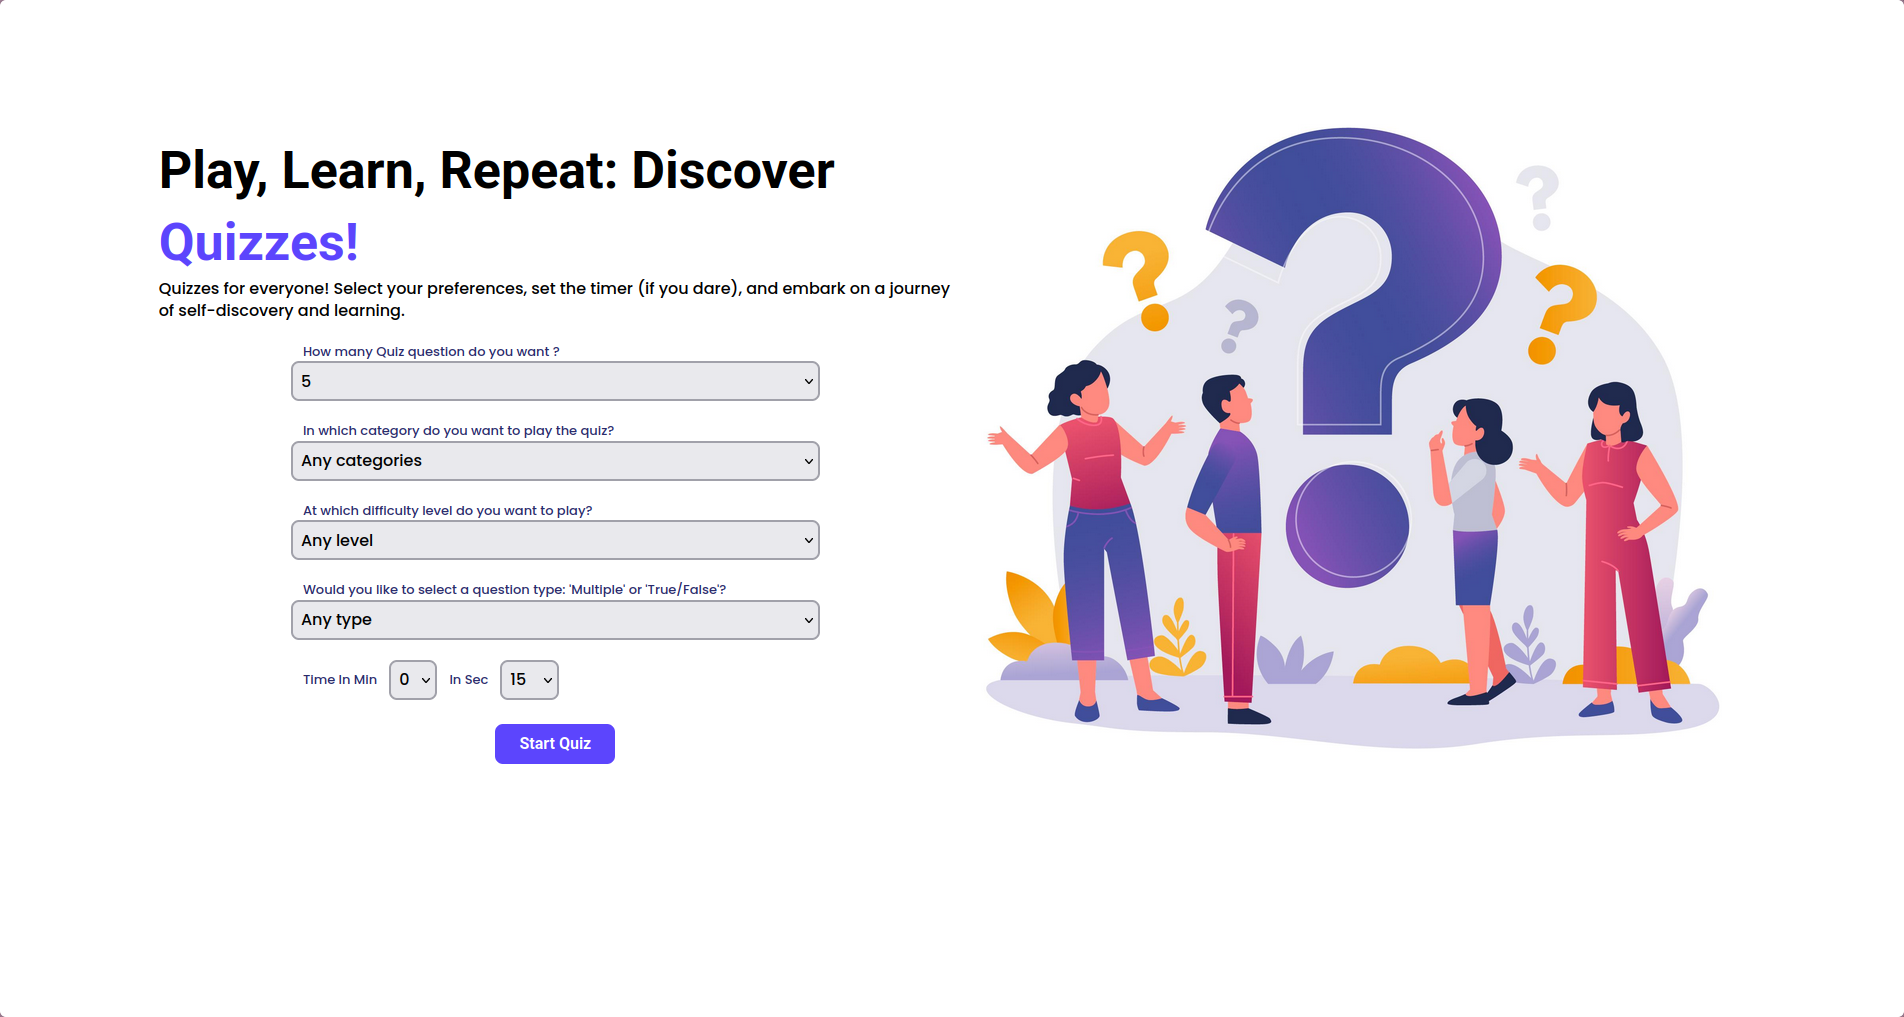 Play, Learn, Repeat: Discover
Quizzes!
Quizzes for everyone! Select your preferences, set the timer (if you dare), and embark on a journey
of self-discovery and learning.
How many Quiz question do you want ?
5
In which category do you want to play the quiz?
Any categories
At which difficulty level do you want to play?
Any level
Would you like to select a question type: 'Multiple' or 'True/False'?
Any type
Time In Min 0 In Sec 15
Start Quiz
? ? ? ? ?